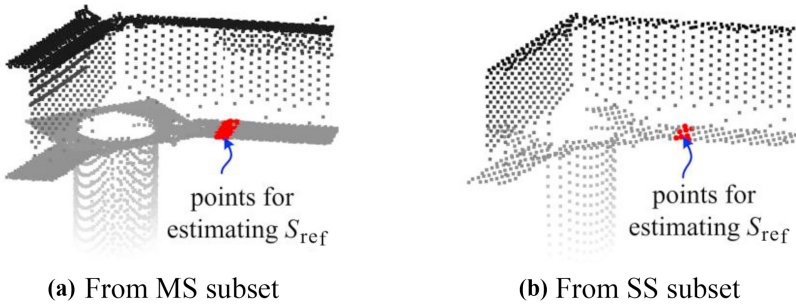 points for
estimating S_ref
points for
estimating S_ref
(a) From MS subset
(b) From SS subset